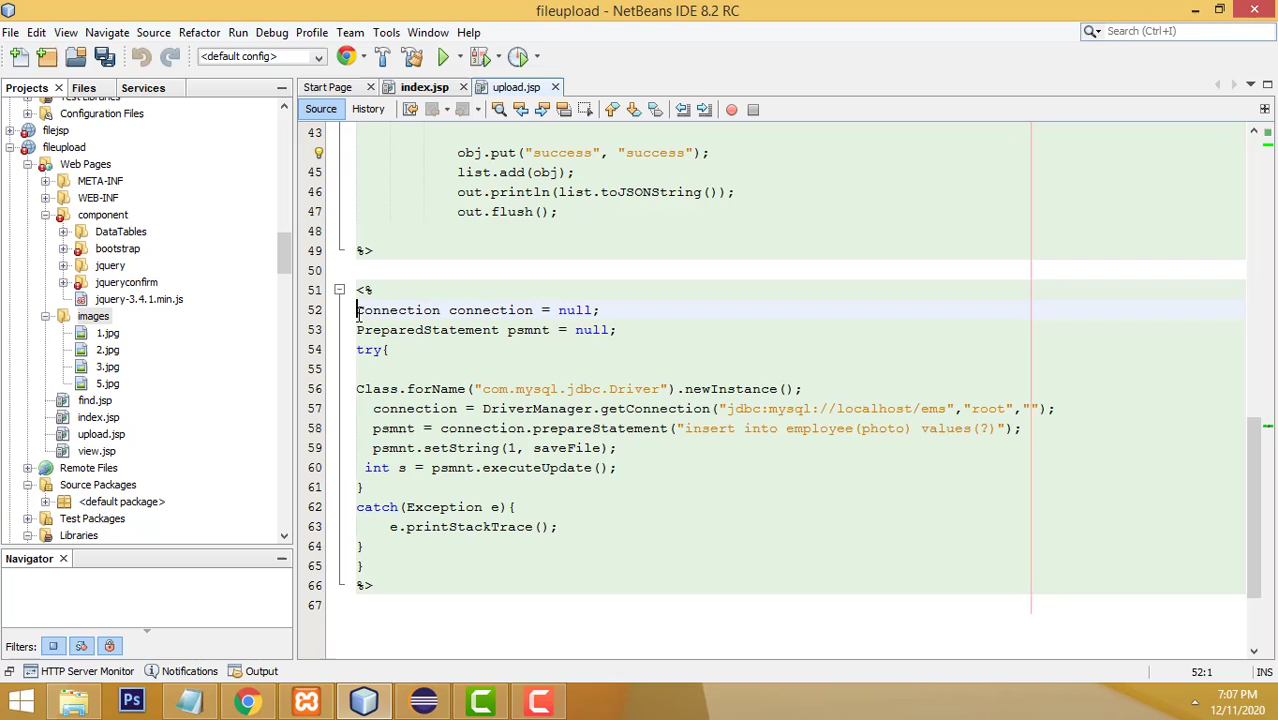 fileupload - NetBeans IDE 8.2 RC
File Edit View Navigate Source Refactor Run Debug Profile Team Tools Window Help
Search (Ctrl+I)
<default config>
Projects Files Services
Start Page index.jsp upload.jsp
Source History
Test Libraries
Configuration Files
filejsp
fileupload
Web Pages
META-INF
WEB-INF
component
DataTables
bootstrap
jquery
jqueryconfirm
jquery-3.4.1.min.js
images
1.jpg
2.jpg
3.jpg
5.jpg
find.jsp
index.jsp
upload.jsp
view.jsp
Remote Files
Source Packages
<default package>
Test Packages
Libraries
Navigator
Filters:
43
obj.put("success", "success");
45 list.add(obj);
46 out.println(list.toJSONString());
47 out.flush();
48
49 %>
50
51 <%
52 Connection connection = null;
53 PreparedStatement psmnt = null;
54 try{
55
56 Class.forName("com.mysql.jdbc.Driver").newInstance();
57 connection = DriverManager.getConnection("jdbc:mysql://localhost/ems","root","");
58 psmnt = connection.prepareStatement("insert into employee(photo) values(?)");
59 psmnt.setString(1, saveFile);
60 int s = psmnt.executeUpdate();
61 }
62 catch(Exception e){
63 e.printStackTrace();
64 }
65 }
66 %>
67
HTTP Server Monitor Notifications Output
52:1 INS
Ps
7:07 PM
12/11/2020